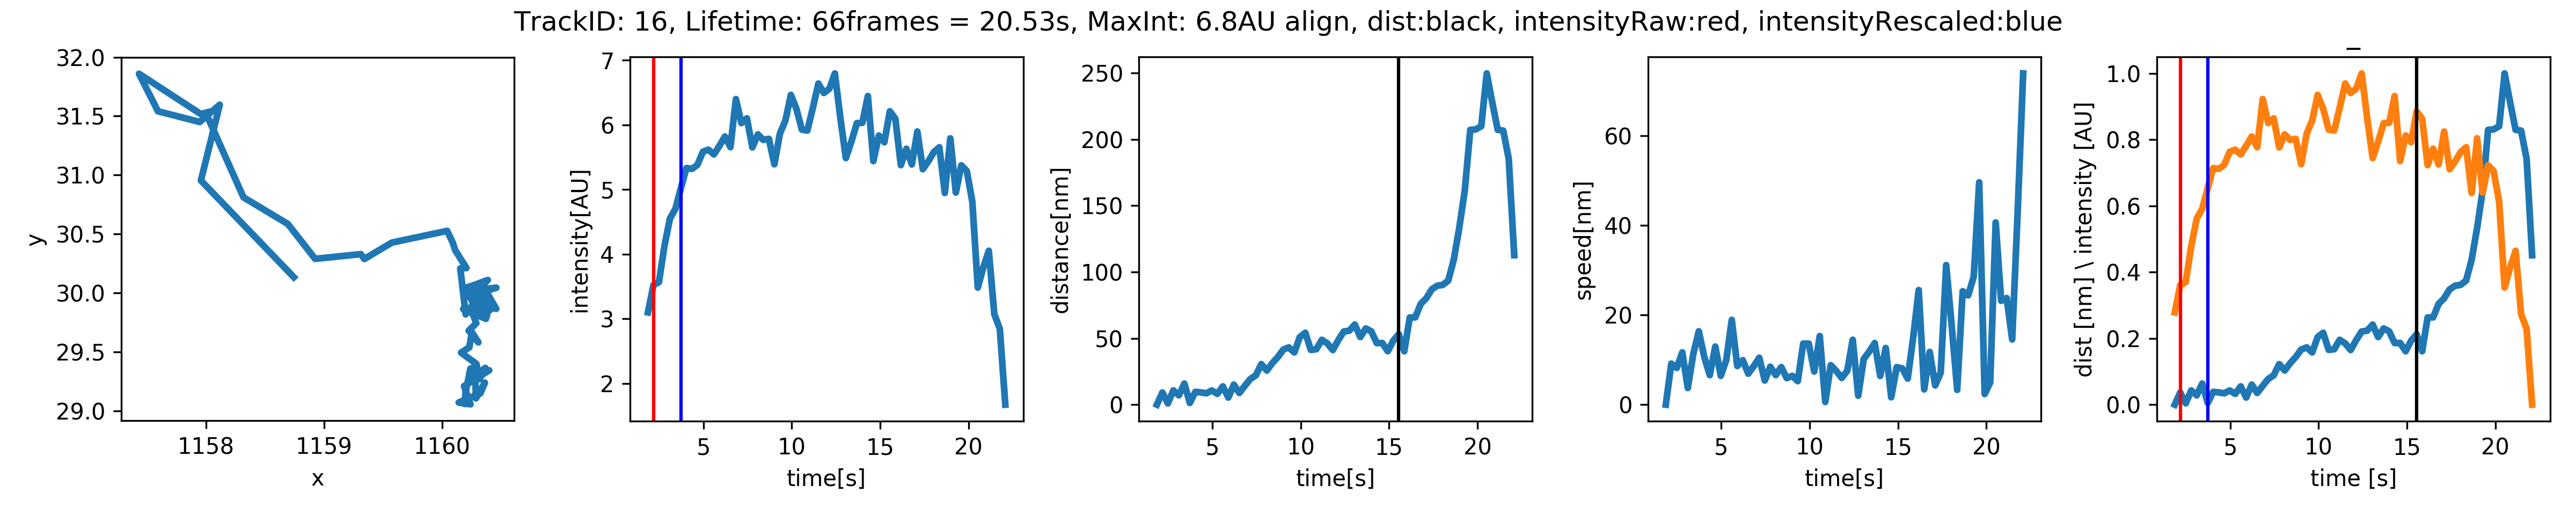 TrackID: 16, Lifetime: 66frames = 20.53s, MaxInt: 6.8AU align, dist:black, intensityRaw:red, intensityRescaled:blue
_
y
32.0
31.5
31.0
30.5
30.0
29.5
29.0
1158 1159 1160
x
intensity[AU]
7
6
5
4
3
2
5 10 15 20
time[s]
distance[nm]
250
200
150
100
50
0
5 10 15 20
time[s]
speed[nm]
60
40
20
0
5 10 15 20
time[s]
dist [nm] \ intensity [AU]
1.0
0.8
0.6
0.4
0.2
0.0
5 10 15 20
time [s]